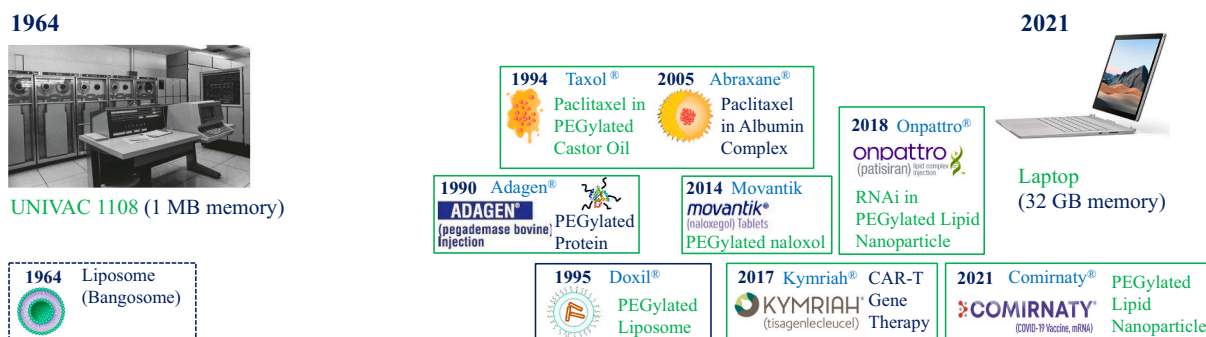 1964
UNIVAC 1108 (1 MB memory)
1964 Liposome
(Bangosome)
1994 Taxol®
Paclitaxel in
PEGylated
Castor Oil
2005 Abraxane®
Paclitaxel
in Albumin
Complex
1990 Adagen®
ADAGEN®
(pegademase bovine)
Injection
PEGylated
Protein
2014 Movantik
movantik®
(naloxegol) Tablets
PEGylated naloxol
2018 Onpattro®
onpattro
(patisiran) lipid complex
injection
™
RNAi in
PEGylated Lipid
Nanoparticle
1995 Doxil®
PEGylated
Liposome
2017 Kymriah®
KYMRIAH®
(tisagenlecleucel)
CAR-T
Gene
Therapy
2021 Comirnaty®
COMIRNATY®
(COVID-19 Vaccine, mRNA)
PEGylated
Lipid
Nanoparticle
2021
Laptop
(32 GB memory)